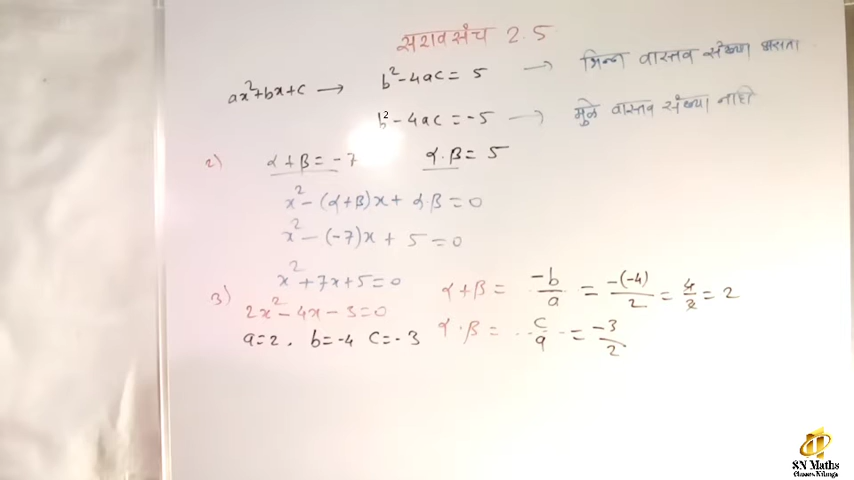 सरावसंच 2.5
ax²+bx+c → b²-4ac = 5 → भिन्न वास्तव संख्या असता
b²-4ac = -5 → मुळे वास्तव संख्या नाही
2) α+β = -7 α.β = 5
x² - (α+β)x + α.β = 0
x² - (-7)x + 5 = 0
x² + 7x + 5 = 0
3) 2x² - 4x - 3 = 0 α+β = -b/a = -(-4)/2 = 4/2 = 2
a=2. b=-4 c=-3 α.β = c/a = -3/2
SN Maths
Classes, Nilanga